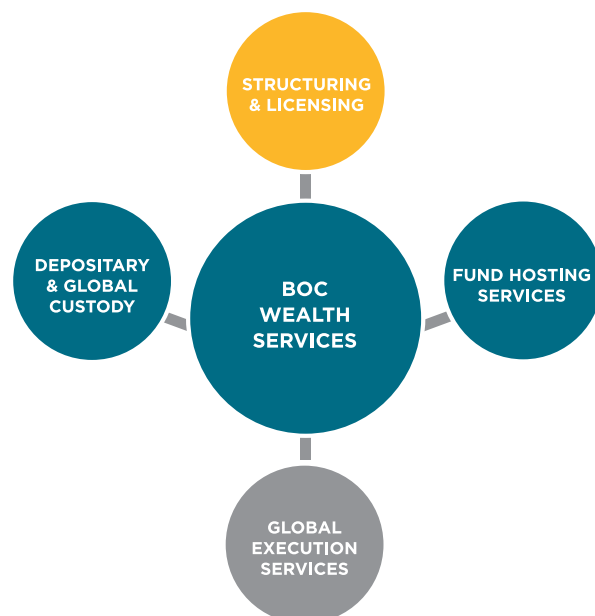 STRUCTURING
& LICENSING
DEPOSITARY
& GLOBAL
CUSTODY
BOC
WEALTH
SERVICES
FUND HOSTING
SERVICES
GLOBAL
EXECUTION
SERVICES